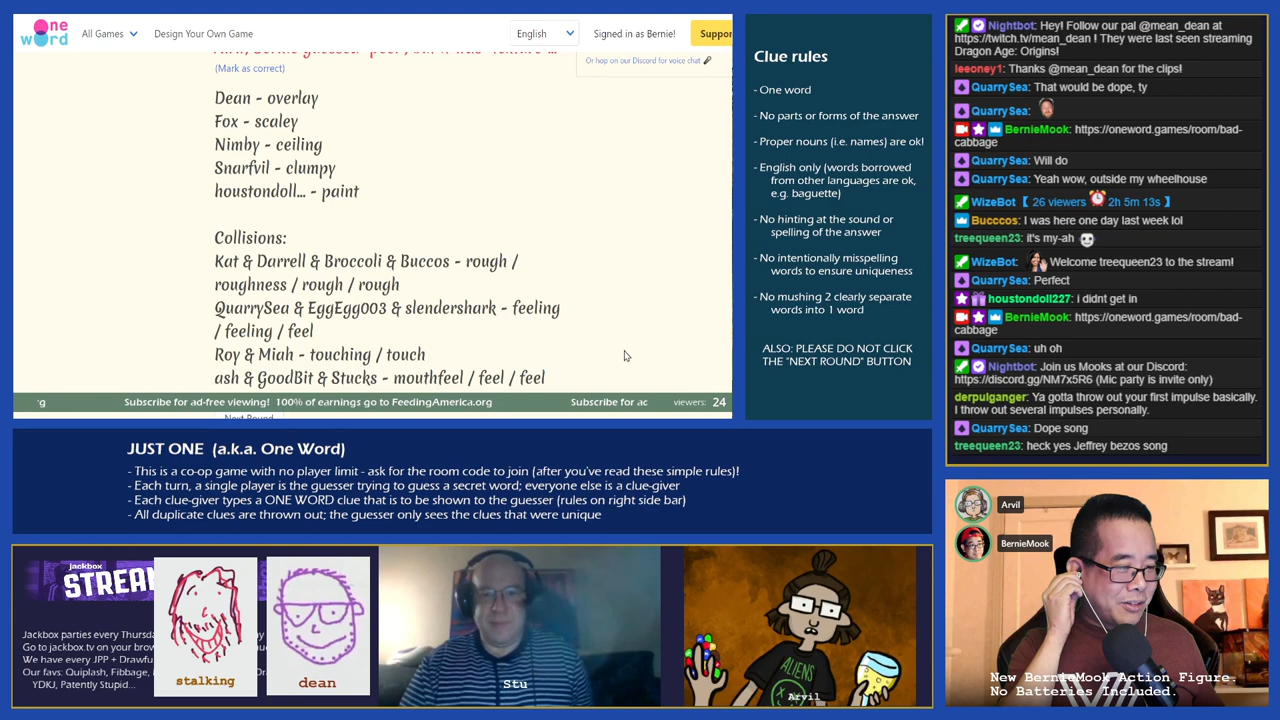 One
word
All Games
Design Your Own Game
English
Signed in as Bernie!
Suppor
(Mark as correct)
Or hop on our Discord for voice chat
Dean - overlay
Fox - scaley
Nimby - ceiling
Snarfvil - clumpy
houstondoll... - paint
Collisions:
Kat & Darrell & Broccoli & Buccos - rough /
roughness / rough / rough
QuarrySea & EggEgg003 & slendershark - feeling
/ feeling / feel
Roy & Miah - touching / touch
ash & GoodBit & Stucks - mouthfeel / feel / feel
Next Round
Subscribe for ad-free viewing! 100% of earnings go to FeedingAmerica.org
Subscribe for ac
viewers: 24
Clue rules
- One word
- No parts or forms of the answer
- Proper nouns (i.e. names) are ok!
- English only (words borrowed
from other languages are ok,
e.g. baguette)
- No hinting at the sound or
spelling of the answer
- No intentionally misspelling
words to ensure uniqueness
- No mushing 2 clearly separate
words into 1 word
ALSO: PLEASE DO NOT CLICK
THE "NEXT ROUND" BUTTON
JUST ONE (a.k.a. One Word)
- This is a co-op game with no player limit - ask for the room code to join (after you've read these simple rules)!
- Each turn, a single player is the guesser trying to guess a secret word; everyone else is a clue-giver
- Each clue-giver types a ONE WORD clue that is to be shown to the guesser (rules on right side bar)
- All duplicate clues are thrown out; the guesser only sees the clues that were unique
Nightbot: Hey! Follow our pal @mean_dean at
https://twitch.tv/mean_dean ! They were last seen streaming
Dragon Age: Origins!
leeoney1: Thanks @mean_dean for the clips!
QuarrySea: That would be dope, ty
QuarrySea:
BernieMook: https://oneword.games/room/bad-
cabbage
QuarrySea: Will do
QuarrySea: Yeah wow, outside my wheelhouse
WizeBot 【 26 viewers 2h 5m 13s 】
Bucccos: I was here one day last week lol
treequeen23: it's my-ah
WizeBot: Welcome treequeen23 to the stream!
QuarrySea: Perfect
houstondoll227: i didnt get in
BernieMook: https://oneword.games/room/bad-
cabbage
QuarrySea: uh oh
Nightbot: Join us Mooks at our Discord:
https://discord.gg/NM7x5R6 (Mic party is invite only)
derpulganger: Ya gotta throw out your first impulse basically.
I throw out several impulses personally.
QuarrySea: Dope song
treequeen23: heck yes Jeffrey bezos song
jackbox
STREA
Jackbox parties every Thursda
Go to jackbox.tv on your brow
We have every JPP + Drawfu
Our favs: Quiplash, Fibbage,
YDKJ, Patently Stupid...
stalking
dean
Stu
ALIENS
Arvil
Arvil
BernieMook
New BernieMook Action Figure.
No Batteries Included.